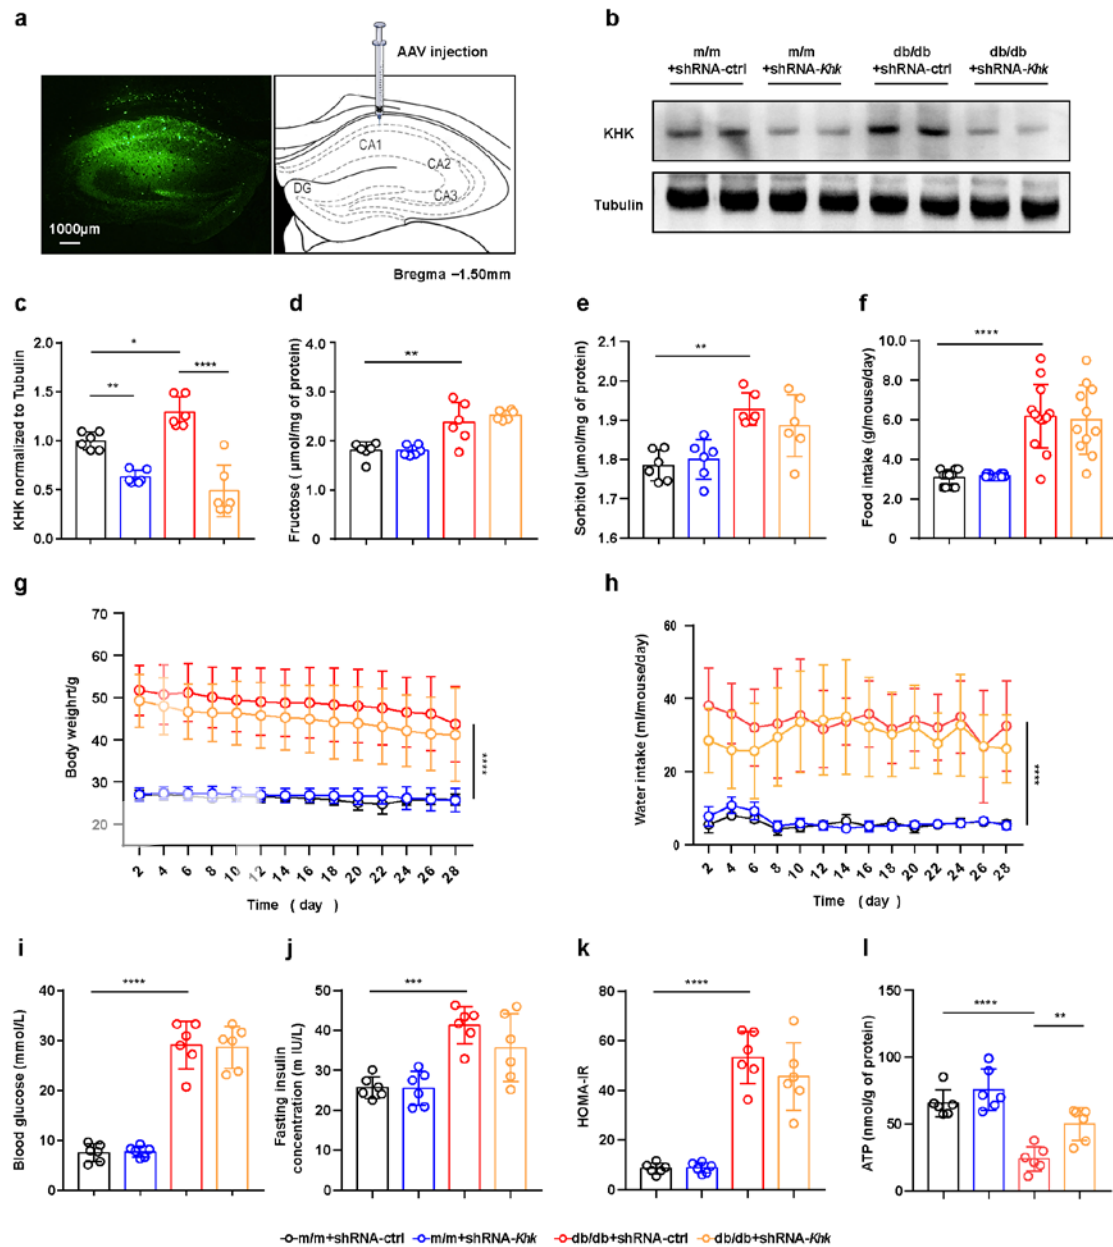 a
AAV injection
CA1
CA2
CA3
DG
1000μm
Bregma −1.50mm
b
m/m
+shRNA-ctrl
m/m
+shRNA-Khk
db/db
+shRNA-ctrl
db/db
+shRNA-Khk
KHK
Tubulin
c
KHK normalized to Tubulin
2.0
1.5
1.0
0.5
0.0
*
**
****
d
Fructose ( μmol/mg of protein)
4.0
3.0
2.0
1.0
0
**
e
Sorbitol (μmol/mg of protein)
2.1
2.0
1.9
1.8
1.7
1.6
**
f
Food intake (g/mouse/day)
10.0
8.0
6.0
4.0
2.0
0
****
g
Body weighrt/g
70
60
50
40
30
20
2 4 6 8 10 12 14 16 18 20 22 24 26 28
Time ( day )
****
h
Water intake (ml/mouse/day)
60
40
20
0
2 4 6 8 10 12 14 16 18 20 22 24 26 28
Time ( day )
****
i
Blood glucose (mmol/L)
40
30
20
10
0
****
j
Fasting insulin
concentration (m IU/L)
50
40
30
20
10
0
***
k
HOMA-IR
80
60
40
20
0
****
l
ATP (nmol/g of protein)
150
100
50
0
****
**
m/m+shRNA-ctrl m/m+shRNA-Khk db/db+shRNA-ctrl db/db+shRNA-Khk